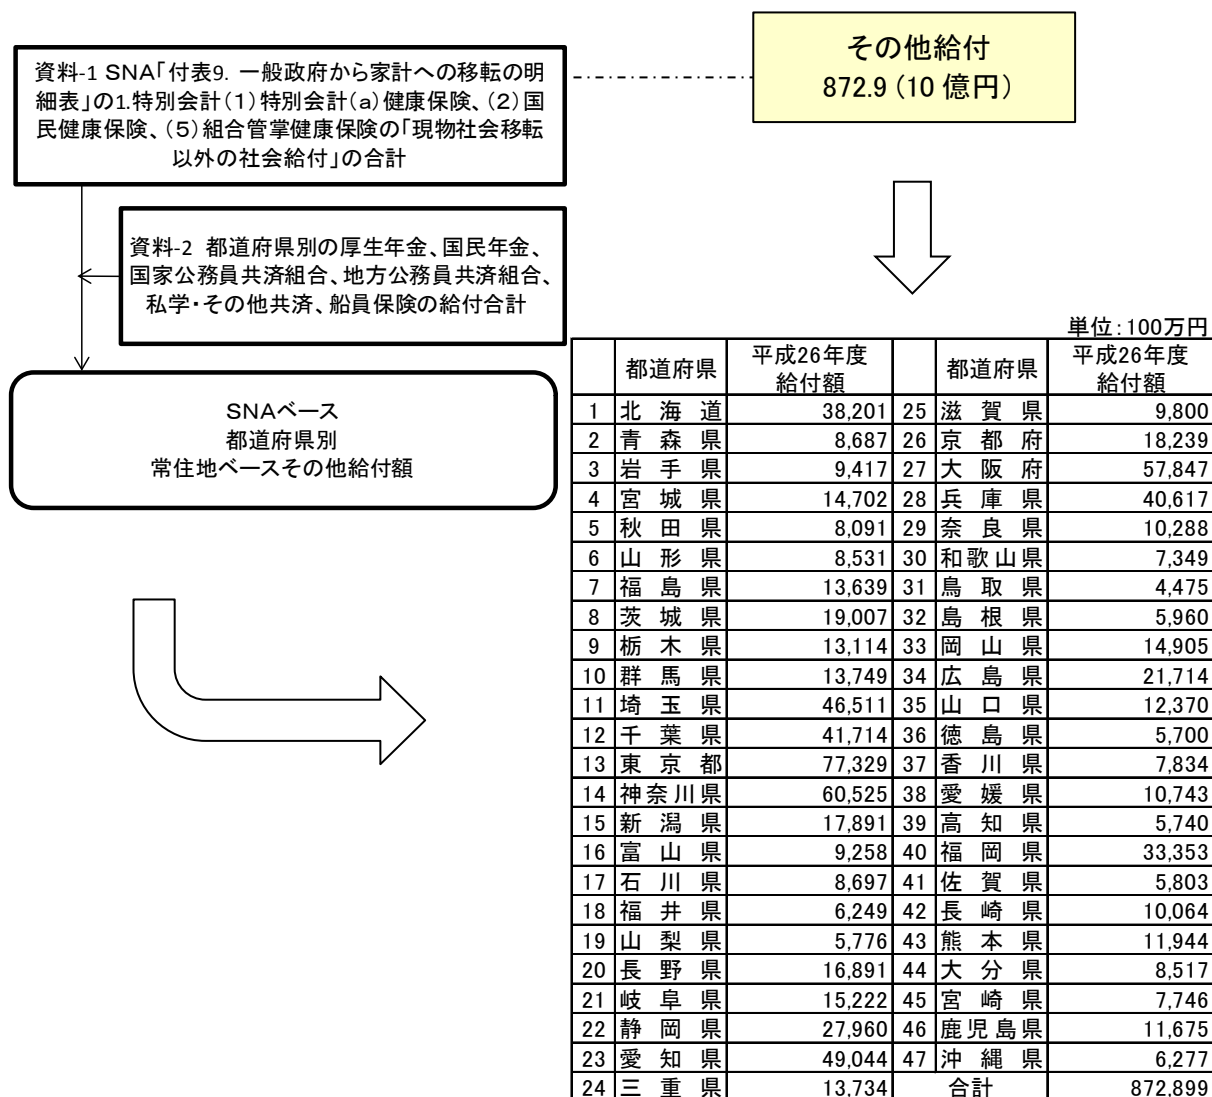 その他給付
872.9(10億円)
資料-1 SNA「付表9. 一般政府から家計への移転の明
細表」の1.特別会計(1)特別会計(a)健康保険、(2)国
民健康保険、(5)組合管掌健康保険の「現物社会移転
以外の社会給付」の合計
資料-2 都道府県別の厚生年金、国民年金、
国家公務員共済組合、地方公務員共済組合、
私学・その他共済、船員保険の給付合計
SNAベース
都道府県別
常住地ベースその他給付額
単位:100万円
都道府県 平成26年度 給付額 都道府県 平成26年度 給付額
1 北海道 38,201 25 滋賀県 9,800
2 青森県 8,687 26 京都府 18,239
3 岩手県 9,417 27 大阪府 57,847
4 宮城県 14,702 28 兵庫県 40,617
5 秋田県 8,091 29 奈良県 10,288
6 山形県 8,531 30 和歌山県 7,349
7 福島県 13,639 31 鳥取県 4,475
8 茨城県 19,007 32 島根県 5,960
9 栃木県 13,114 33 岡山県 14,905
10 群馬県 13,749 34 広島県 21,714
11 埼玉県 46,511 35 山口県 12,370
12 千葉県 41,714 36 徳島県 5,700
13 東京都 77,329 37 香川県 7,834
14 神奈川県 60,525 38 愛媛県 10,743
15 新潟県 17,891 39 高知県 5,740
16 富山県 9,258 40 福岡県 33,353
17 石川県 8,697 41 佐賀県 5,803
18 福井県 6,249 42 長崎県 10,064
19 山梨県 5,776 43 熊本県 11,944
20 長野県 16,891 44 大分県 8,517
21 岐阜県 15,222 45 宮崎県 7,746
22 静岡県 27,960 46 鹿児島県 11,675
23 愛知県 49,044 47 沖縄県 6,277
24 三重県 13,734 合計 872,899